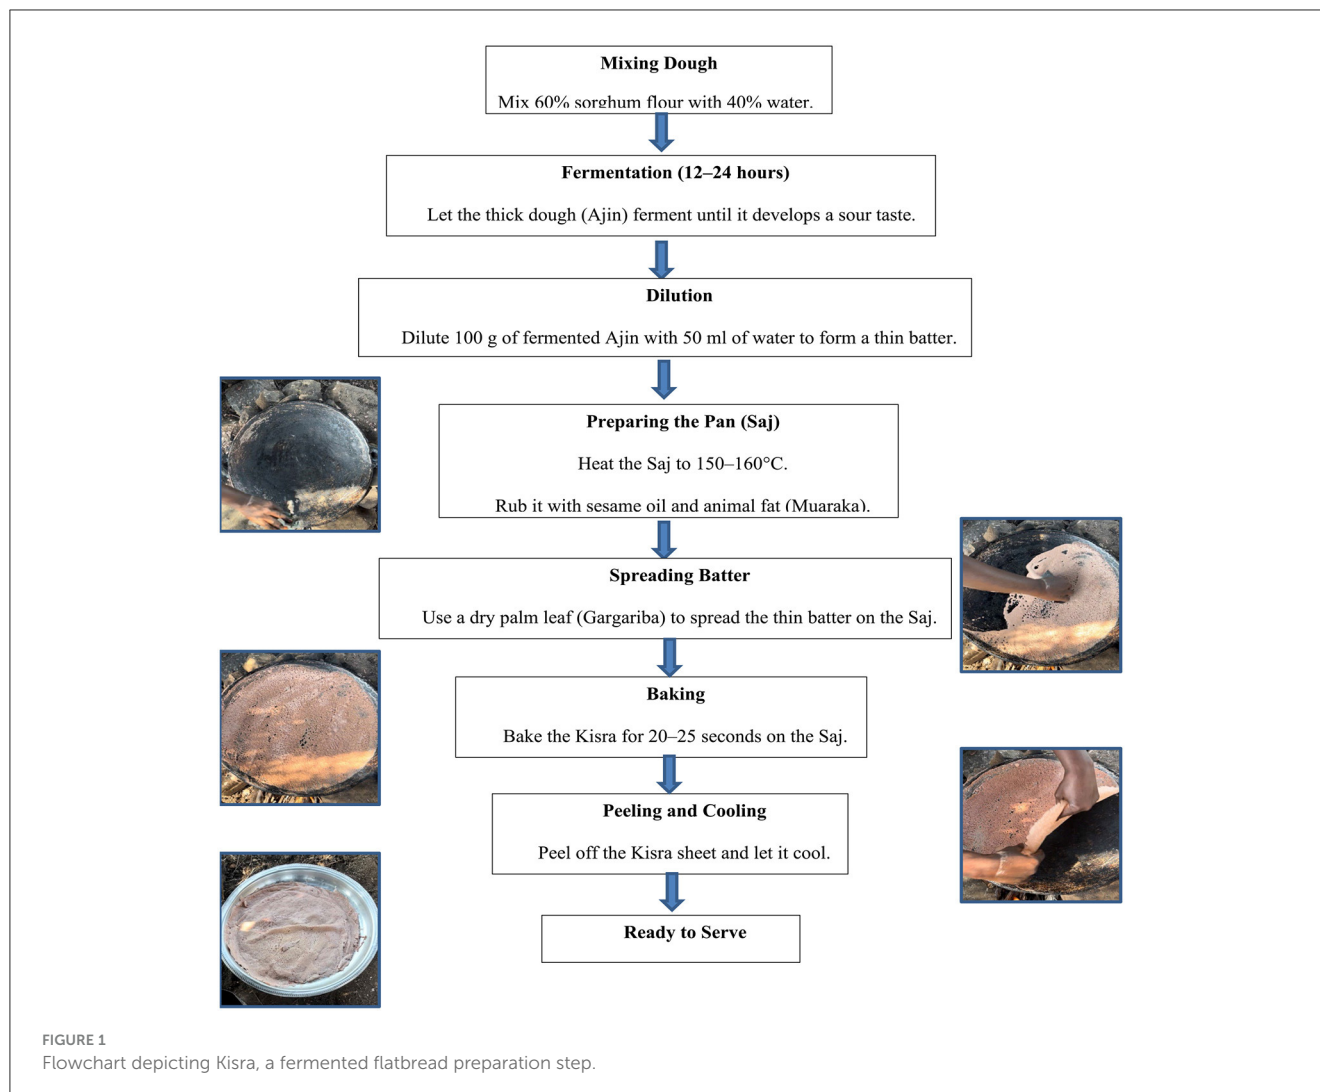 Mixing Dough
Mix 60% sorghum flour with 40% water.
Fermentation (12–24 hours)
Let the thick dough (Ajin) ferment until it develops a sour taste.
Dilution
Dilute 100 g of fermented Ajin with 50 ml of water to form a thin batter.
Preparing the Pan (Saj)
Heat the Saj to 150–160°C.
Rub it with sesame oil and animal fat (Muaraka).
Spreading Batter
Use a dry palm leaf (Gargariba) to spread the thin batter on the Saj.
Baking
Bake the Kisra for 20–25 seconds on the Saj.
Peeling and Cooling
Peel off the Kisra sheet and let it cool.
Ready to Serve
FIGURE 1
Flowchart depicting Kisra, a fermented flatbread preparation step.